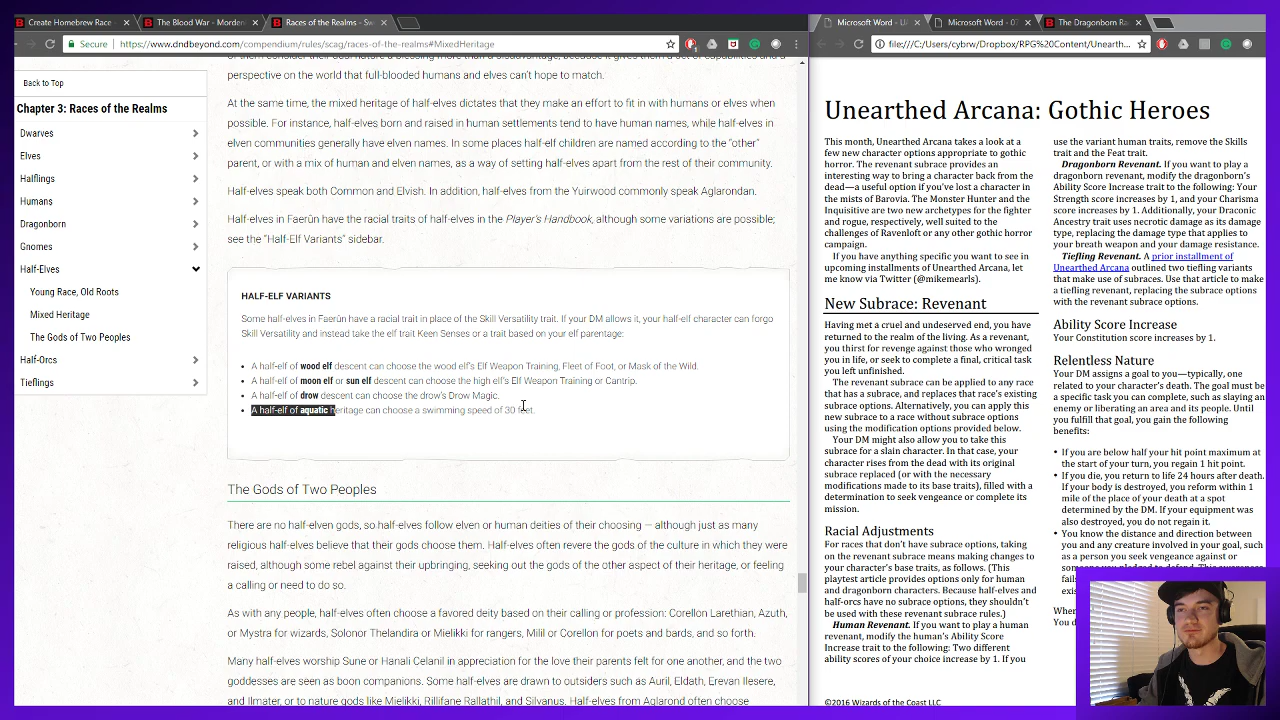 Create Homebrew Race -
The Blood War - Morden
Races of the Realms - Sw
Secure
https://www.dndbeyond.com/compendium/rules/scag/races-of-the-realms#MixedHeritage
Back to Top
Chapter 3: Races of the Realms
Dwarves
Elves
Halflings
Humans
Dragonborn
Gnomes
Half-Elves
Young Race, Old Roots
Mixed Heritage
The Gods of Two Peoples
Half-Orcs
Tieflings
perspective on the world that full-blooded humans and elves can't hope to match.
At the same time, the mixed heritage of half-elves dictates that they make an effort to fit in with humans or elves when
possible. For instance, half-elves born and raised in human settlements tend to have human names, while half-elves in
elven communities generally have elven names. In some places half-elf children are named according to the “other”
parent, or with a mix of human and elven names, as a way of setting half-elves apart from the rest of their community.
Half-elves speak both Common and Elvish. In addition, half-elves from the Yuirwood commonly speak Aglarondan.
Half-elves in Faerûn have the racial traits of half-elves in the Player's Handbook, although some variations are possible;
see the “Half-Elf Variants” sidebar.
HALF-ELF VARIANTS
Some half-elves in Faerûn have a racial trait in place of the Skill Versatility trait. If your DM allows it, your half-elf character can forgo
Skill Versatility and instead take the elf trait Keen Senses or a trait based on your elf parentage:
• A half-elf of wood elf descent can choose the wood elf's Elf Weapon Training, Fleet of Foot, or Mask of the Wild.
• A half-elf of moon elf or sun elf descent can choose the high elf's Elf Weapon Training or Cantrip.
• A half-elf of drow descent can choose the drow's Drow Magic.
• A half-elf of aquatic heritage can choose a swimming speed of 30 feet.
The Gods of Two Peoples
There are no half-elven gods, so half-elves follow elven or human deities of their choosing — although just as many
religious half-elves believe that their gods choose them. Half-elves often revere the gods of the culture in which they were
raised, although some rebel against their upbringing, seeking out the gods of the other aspect of their heritage, or feeling
a calling or need to do so.
As with any people, half-elves often choose a favored deity based on their calling or profession: Corellon Larethian, Azuth,
or Mystra for wizards, Solonor Thelandira or Mielikki for rangers, Milil or Corellon for poets and bards, and so forth.
Many half-elves worship Sune or Hanali Celanil in appreciation for the love their parents felt for one another, and the two
goddesses are seen as boon companions. Some half-elves are drawn to outsiders such as Auril, Eldath, Erevan Ilesere,
and Ilmater, or to nature gods like Mielikki, Rillifane Rallathil, and Silvanus. Half-elves from Aglarond often choose
Microsoft Word - U
Microsoft Word - 07
The Dragonborn Rac
file:///C:/Users/cybrw/Dropbox/RPG%20Content/Unearth...
Unearthed Arcana: Gothic Heroes
This month, Unearthed Arcana takes a look at a
few new character options appropriate to gothic
horror. The revenant subrace provides an
interesting way to bring a character back from the
dead—a useful option if you've lost a character in
the mists of Barovia. The Monster Hunter and the
Inquisitive are two new archetypes for the fighter
and rogue, respectively, well suited to the
challenges of Ravenloft or any other gothic horror
campaign.
If you have anything specific you want to see in
upcoming installments of Unearthed Arcana, let
me know via Twitter (@mikemearls).
New Subrace: Revenant
Having met a cruel and undeserved end, you have
returned to the realm of the living. As a revenant,
you thirst for revenge against those who wronged
you in life, or seek to complete a final, critical task
you left unfinished.
The revenant subrace can be applied to any race
that has a subrace, and replaces that race's existing
subrace options. Alternatively, you can apply this
new subrace to a race without subrace options
using the modification options provided below.
Your DM might also allow you to take this
subrace for a slain character. In that case, your
character rises from the dead with its original
subrace replaced (or with the necessary
modifications made to its base traits), filled with a
determination to seek vengeance or complete its
mission.
Racial Adjustments
For races that don't have subrace options, taking
on the revenant subrace means making changes to
your character's base traits, as follows. (This
playtest article provides options only for human
and dragonborn characters. Because half-elves and
half-orcs have no subrace options, they shouldn't
be used with these revenant subrace rules.)
Human Revenant. If you want to play a human
revenant, modify the human's Ability Score
Increase trait to the following: Two different
ability scores of your choice increase by 1. If you
use the variant human traits, remove the Skills
trait and the Feat trait.
Dragonborn Revenant. If you want to play a
dragonborn revenant, modify the dragonborn's
Ability Score Increase trait to the following: Your
Strength score increases by 1, and your Charisma
score increases by 1. Additionally, your Draconic
Ancestry trait uses necrotic damage as its damage
type, replacing the damage type that applies to
your breath weapon and your damage resistance.
Tiefling Revenant. A prior installment of
Unearthed Arcana outlined two tiefling variants
that make use of subraces. Use that article to make
a tiefling revenant, replacing the subrace options
with the revenant subrace options.
Ability Score Increase
Your Constitution score increases by 1.
Relentless Nature
Your DM assigns a goal to you—typically, one
related to your character's death. The goal must be
a specific task you can complete, such as slaying an
enemy or liberating an area and its people. Until
you fulfill that goal, you gain the following
benefits:
• If you are below half your hit point maximum at
the start of your turn, you regain 1 hit point.
• If you die, you return to life 24 hours after death.
If your body is destroyed, you reform within 1
mile of the place of your death at a spot
determined by the DM. If your equipment was
also destroyed, you do not regain it.
• You know the distance and direction between
you and any creature involved in your goal, such
as a person you seek vengeance against or
©2016 Wizards of the Coast LLC